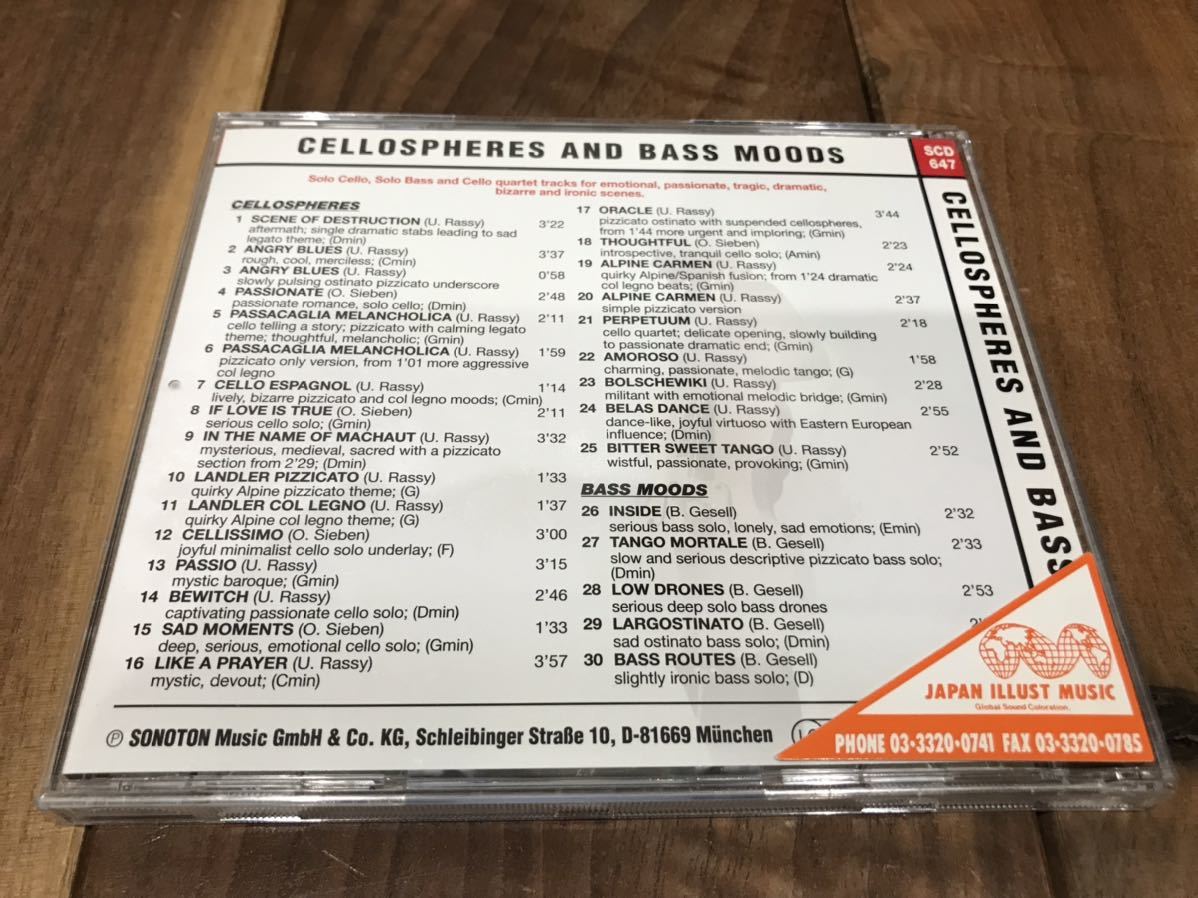 CELLOSPHERES AND BASS MOODS
SCD
647
Solo Cello, Solo Bass and Cello quartet tracks for emotional, passionate, tragic, dramatic,
bizarre and ironic scenes.
CELLOSPHERES
1 SCENE OF DESTRUCTION (U. Rassy) 3'22
aftermath; single dramatic stabs leading to sad
legato theme; (Dmin)
2 ANGRY BLUES (U. Rassy) 3'37
rough, cool, merciless; (Cmin)
3 ANGRY BLUES (U. Rassy) 0'58
slowly pulsing ostinato pizzicato underscore
4 PASSIONATE (O. Sieben) 2'48
passionate romance, solo cello; (Dmin)
5 PASSACAGLIA MELANCHOLICA (U. Rassy) 2'11
cello telling a story; pizzicato with calming legato
theme; thoughtful, melancholic; (Gmin)
6 PASSACAGLIA MELANCHOLICA (U. Rassy) 1'59
pizzicato only version, from 1'01 more aggressive
col legno
7 CELLO ESPAGNOL (U. Rassy) 1'14
lively, bizarre pizzicato and col legno moods; (Cmin)
8 IF LOVE IS TRUE (O. Sieben) 2'11
serious cello solo; (Gmin)
9 IN THE NAME OF MACHAUT (U. Rassy) 3'32
mysterious, medieval, sacred with a pizzicato
section from 2'29; (Dmin)
10 LANDLER PIZZICATO (U. Rassy) 1'33
quirky Alpine pizzicato theme; (G)
11 LANDLER COL LEGNO (U. Rassy) 1'37
quirky Alpine col legno theme; (G)
12 CELLISSIMO (O. Sieben) 3'00
joyful minimalist cello solo underlay; (F)
13 PASSIO (U. Rassy) 3'15
mystic baroque; (Gmin)
14 BEWITCH (U. Rassy) 2'46
captivating passionate cello solo; (Dmin)
15 SAD MOMENTS (O. Sieben) 1'33
deep, serious, emotional cello solo; (Gmin)
16 LIKE A PRAYER (U. Rassy) 3'57
mystic, devout; (Cmin)
17 ORACLE (U. Rassy) 3'44
pizzicato ostinato with suspended cellospheres,
from 1'44 more urgent and imploring; (Gmin)
18 THOUGHTFUL (O. Sieben) 2'23
introspective, tranquil cello solo; (Amin)
19 ALPINE CARMEN (U. Rassy) 2'24
quirky Alpine/Spanish fusion; from 1'24 dramatic
col legno beats; (Gmin)
20 ALPINE CARMEN (U. Rassy) 2'37
simple pizzicato version
21 PERPETUUM (U. Rassy) 2'18
cello quartet; delicate opening, slowly building
to passionate dramatic end; (Gmin)
22 AMOROSO (U. Rassy) 1'58
charming, passionate, melodic tango; (G)
23 BOLSCHEWIKI (U. Rassy) 2'28
militant with emotional melodic bridge; (Gmin)
24 BELAS DANCE (U. Rassy) 2'55
dance-like, joyful virtuoso with Eastern European
influence; (Dmin)
25 BITTER SWEET TANGO (U. Rassy) 2'52
wistful, passionate, provoking; (Gmin)
BASS MOODS
26 INSIDE (B. Gesell) 2'32
serious bass solo, lonely, sad emotions; (Emin)
27 TANGO MORTALE (B. Gesell) 2'33
slow and serious descriptive pizzicato bass solo;
(Dmin)
28 LOW DRONES (B. Gesell) 2'53
serious deep solo bass drones
29 LARGOSTINATO (B. Gesell)
sad ostinato bass solo; (Dmin)
30 BASS ROUTES (B. Gesell)
slightly ironic bass solo; (D)
℗ SONOTON Music GmbH & Co. KG, Schleibinger Straße 10, D-81669 München
CELLOSPHERES AND BASS
JAPAN ILLUST MUSIC
Global Sound Coloration.
PHONE 03·3320·0741 FAX 03·3320·0785